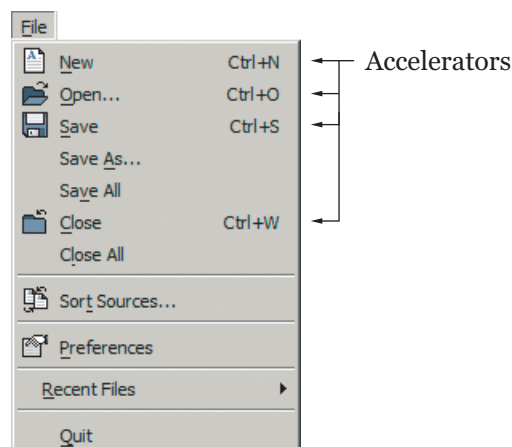 File
New Ctrl+N Accelerators
Open... Ctrl+O
Save Ctrl+S
Save As...
Save All
Close Ctrl+W
Close All
Sort Sources...
Preferences
Recent Files
Quit